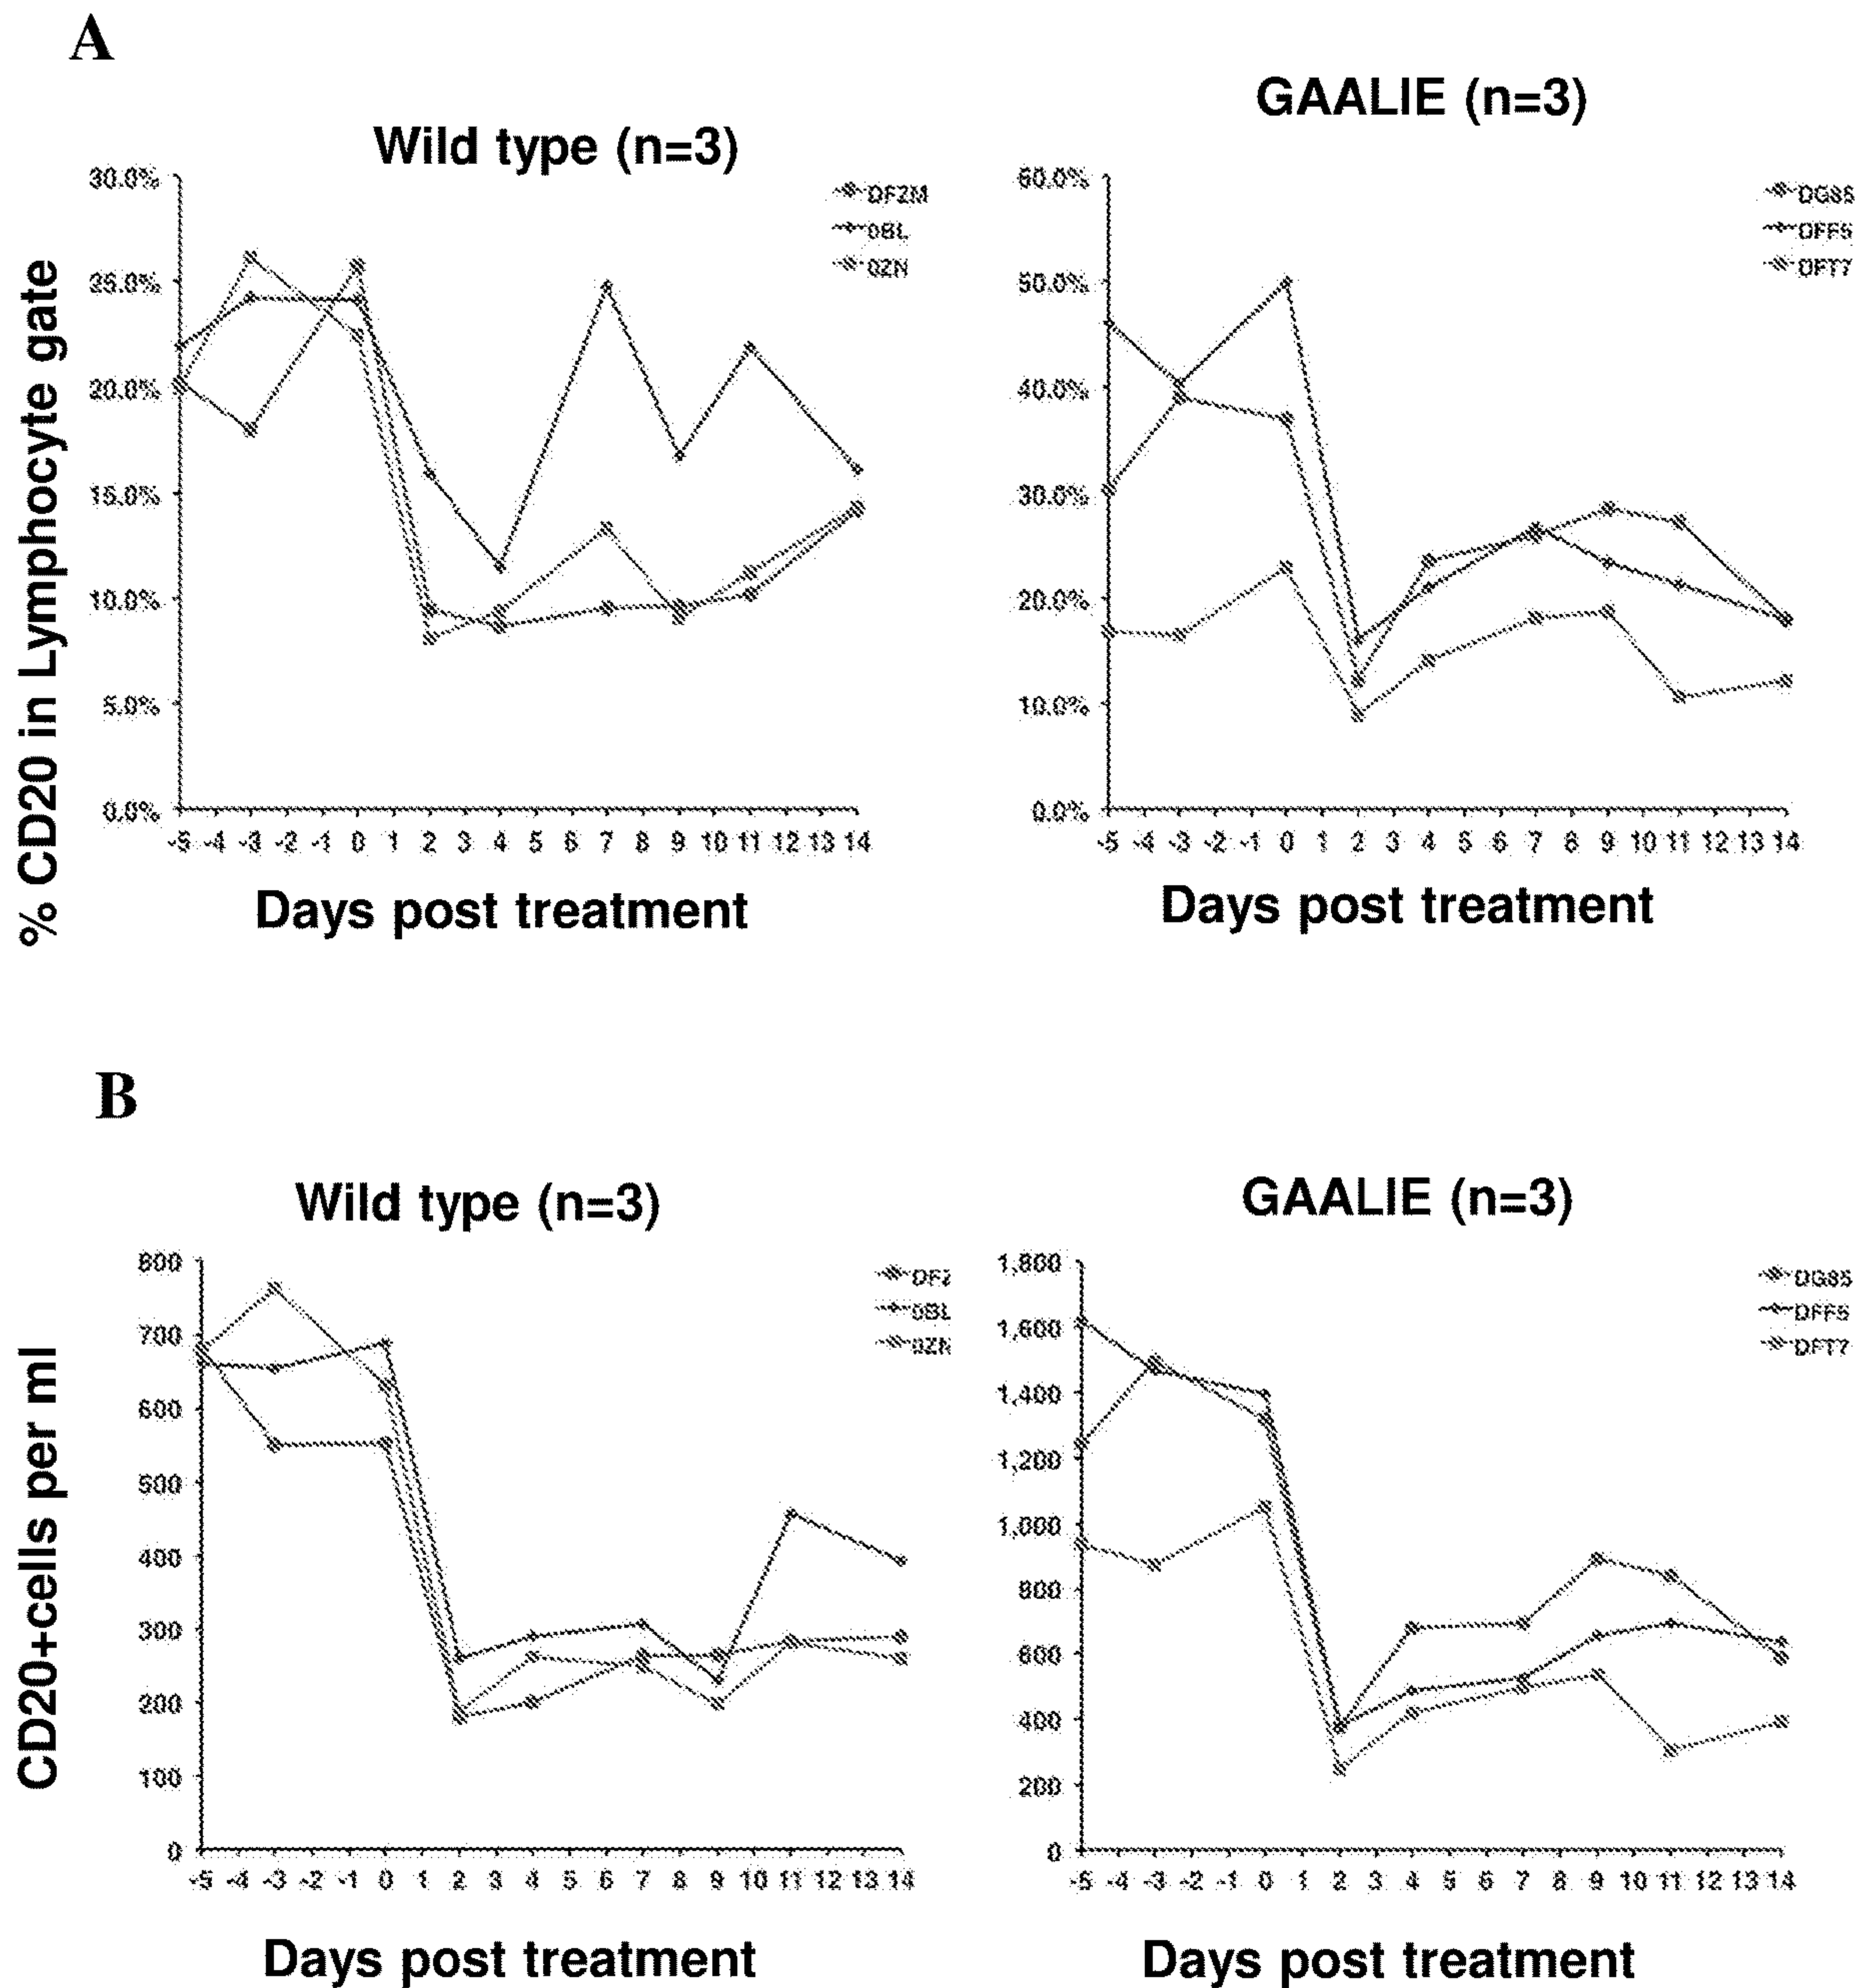 A
Wild type (n=3)
GAALIE (n=3)
% CD20 in Lymphocyte gate
30.0%
25.0%
20.0%
15.0%
10.0%
5.0%
0.0%
-5 -4 -3 -2 -1 0 1 2 3 4 5 6 7 8 9 10 11 12 13 14
DFZM
0BL
0ZN
Days post treatment
60.0%
50.0%
40.0%
30.0%
20.0%
10.0%
0.0%
-5 -4 -3 -2 -1 0 1 2 3 4 5 6 7 8 9 10 11 12 13 14
DG85
DFF5
DFT7
Days post treatment
B
Wild type (n=3)
GAALIE (n=3)
CD20+cells per ml
800
700
600
500
400
300
200
100
0
-5 -4 -3 -2 -1 0 1 2 3 4 5 6 7 8 9 10 11 12 13 14
DFZ
0BL
0ZN
Days post treatment
1,800
1,600
1,400
1,200
1,000
800
600
400
200
0
-5 -4 -3 -2 -1 0 1 2 3 4 5 6 7 8 9 10 11 12 13 14
DG85
DFF5
DFT7
Days post treatment